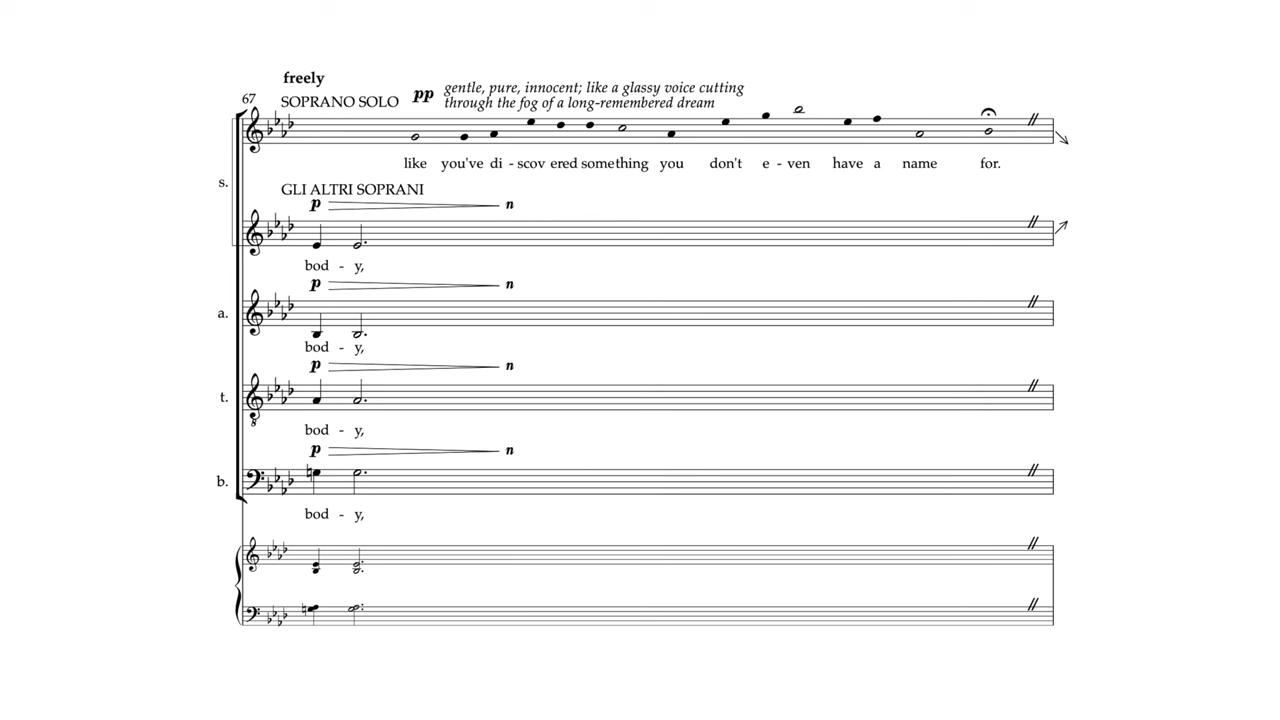 freely
67
SOPRANO SOLO
pp
gentle, pure, innocent; like a glassy voice cutting
through the fog of a long-remembered dream
like you've di - scov ered something you don't e - ven have a name for.
s.
GLI ALTRI SOPRANI
p n
bod - y,
p n
a.
bod - y,
p n
t.
8
bod - y,
p n
b.
bod - y,